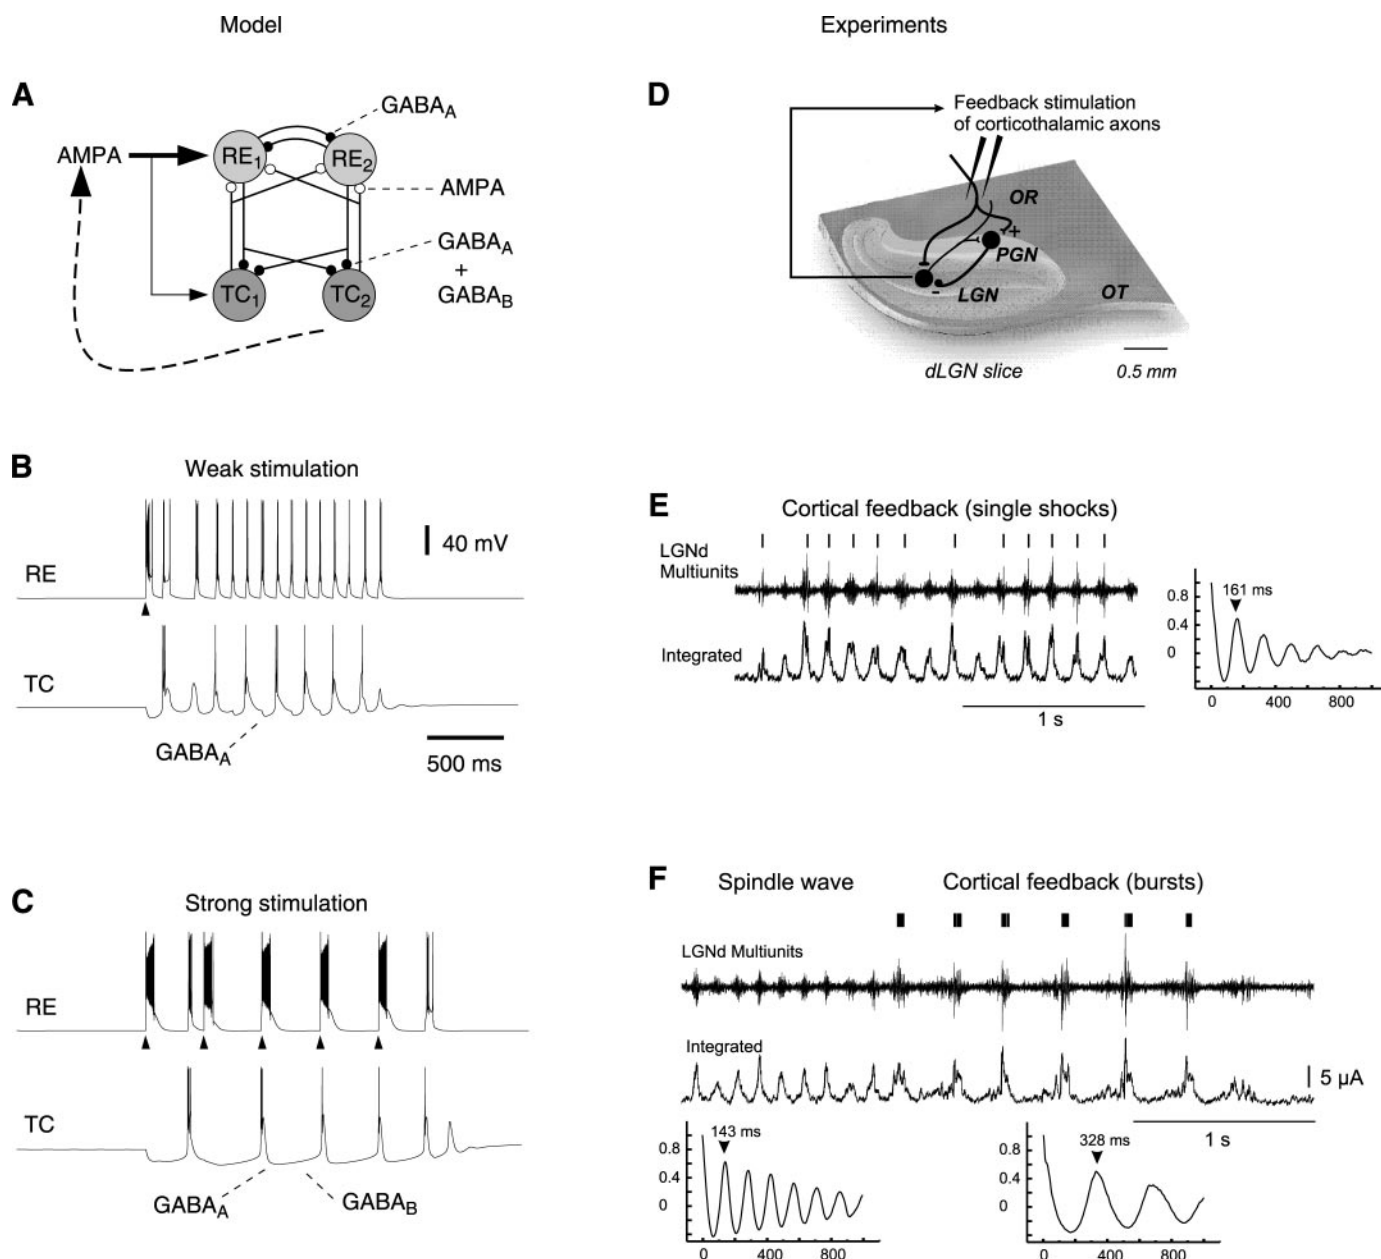 Model
Experiments
A
GABAA
AMPA
RE1
RE2
AMPA
GABAA
+
GABAB
TC1
TC2
D
Feedback stimulation
of corticothalamic axons
OR
+
PGN
-
LGN
OT
dLGN slice
0.5 mm
B
Weak stimulation
40 mV
RE
TC
GABAA
500 ms
E
Cortical feedback (single shocks)
LGNd
Multiunits
Integrated
1 s
161 ms
0.8
0.4
0
0
400
800
C
Strong stimulation
RE
TC
GABAA
GABAB
F
Spindle wave
Cortical feedback (bursts)
LGNd Multiunits
Integrated
5 µA
1 s
143 ms
0.8
0.4
0
0
400
800
328 ms
0.8
0.4
0
0
400
800